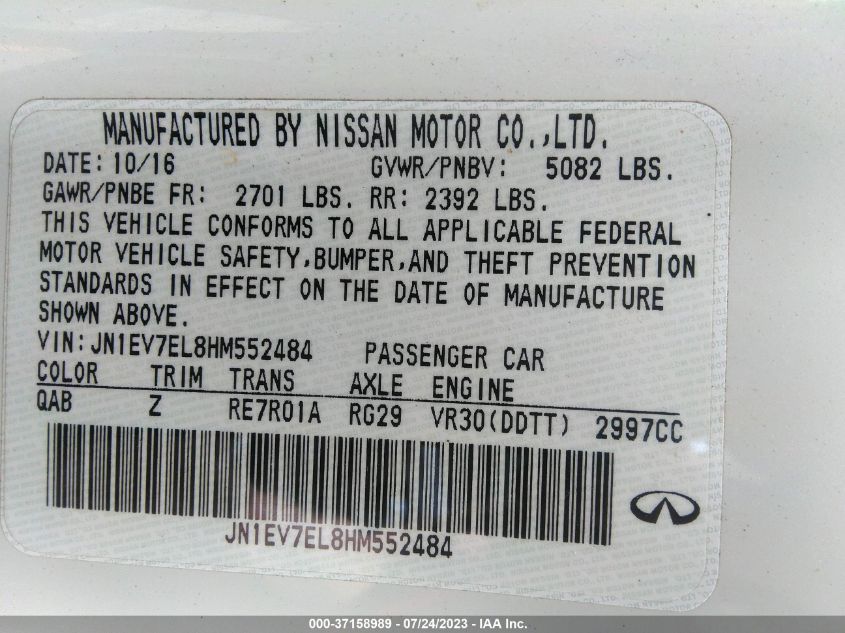 MANUFACTURED BY NISSAN MOTOR CO.,LTD.
DATE: 10/16 GVWR/PNBV: 5082 LBS.
GAWR/PNBE FR: 2701 LBS. RR: 2392 LBS.
THIS VEHICLE CONFORMS TO ALL APPLICABLE FEDERAL
MOTOR VEHICLE SAFETY,BUMPER,AND THEFT PREVENTION
STANDARDS IN EFFECT ON THE DATE OF MANUFACTURE
SHOWN ABOVE.
VIN:JN1EV7EL8HM552484 PASSENGER CAR
COLOR TRIM TRANS AXLE ENGINE
QAB Z RE7R01A RG29 VR30(DDTT) 2997CC
JN1EV7EL8HM552484
000-37158989 - 07/24/2023 - IAA Inc.